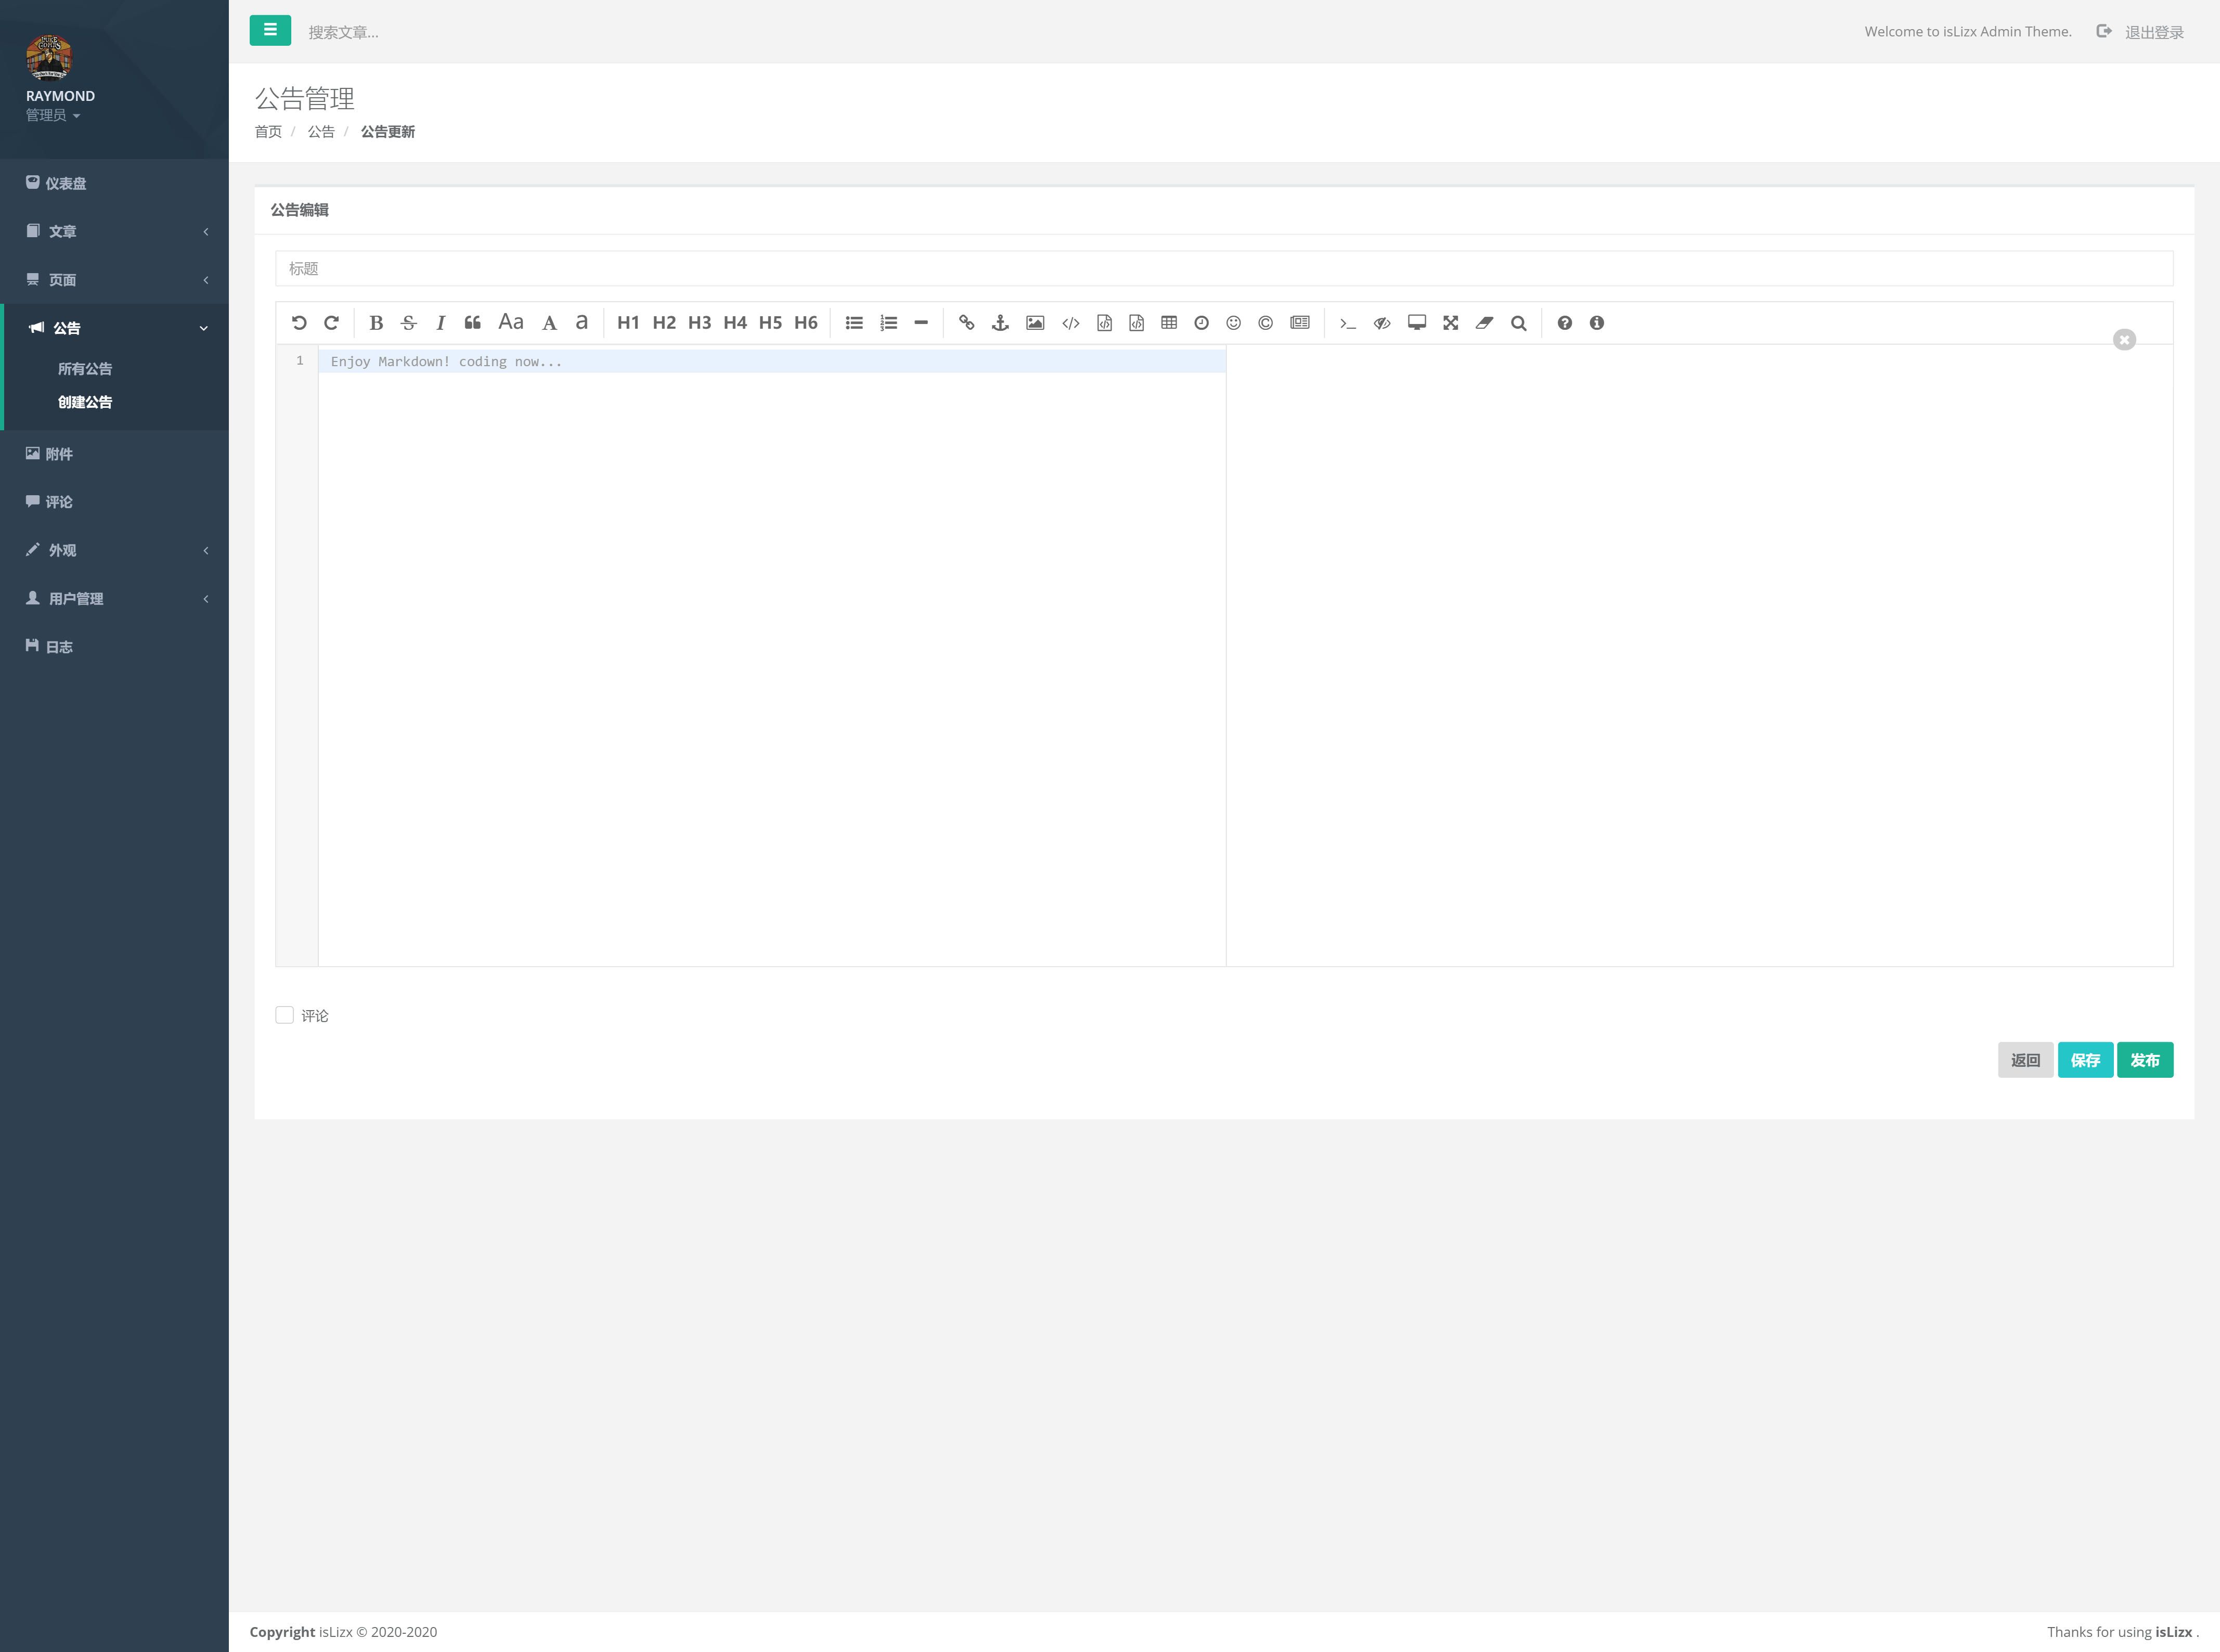 RAYMOND
管理员
仪表盘
文章
页面
公告
所有公告
创建公告
附件
评论
外观
用户管理
日志
搜索文章...
Welcome to isLizx Admin Theme.
退出登录
公告管理
首页 / 公告 / 公告更新
公告编辑
标题
B S I Aa A a H1 H2 H3 H4 H5 H6
1 Enjoy Markdown! coding now...
评论
返回 保存 发布
Copyright isLizx © 2020-2020
Thanks for using isLizx .